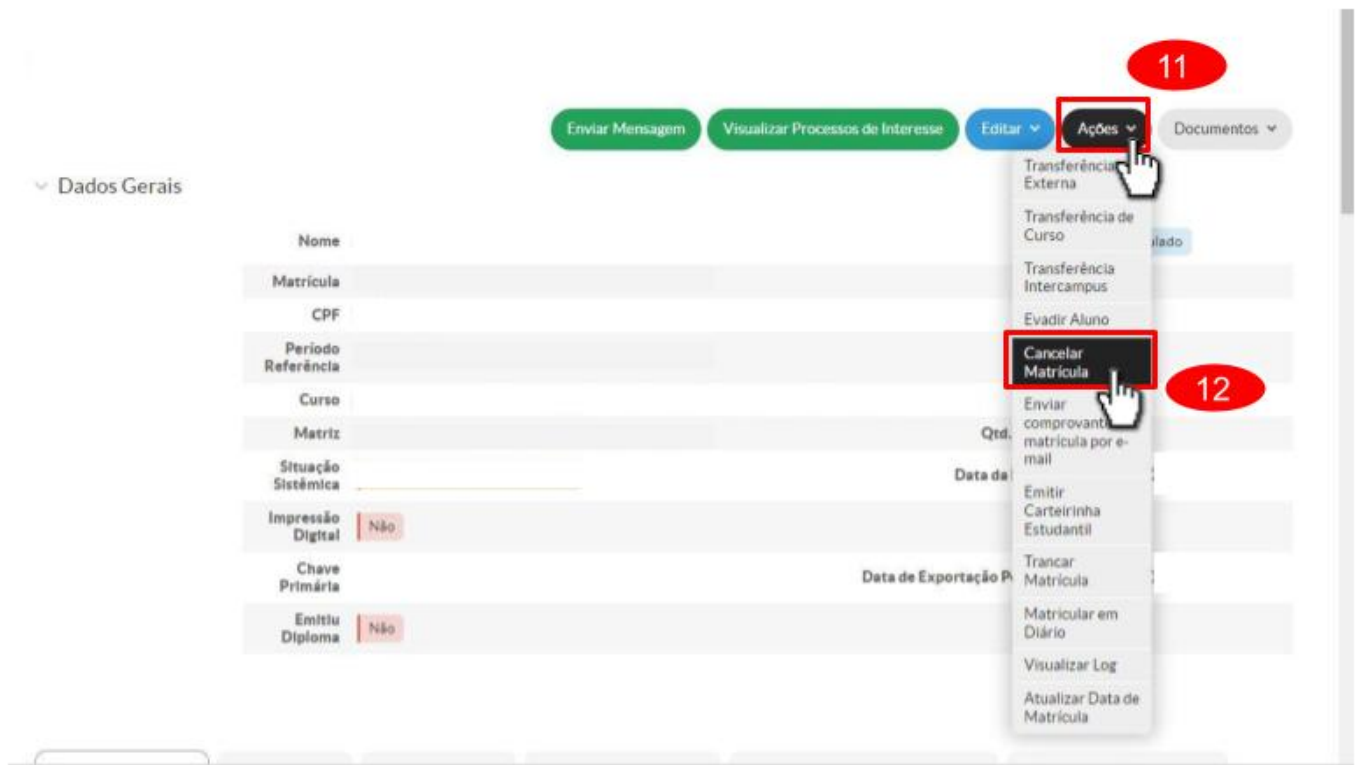 11
Enviar Mensagem Visualizar Processos de Interesse Editar Ações Documentos
Dados Gerais
Transferência
Externa
Transferência de
Curso
Nome
Transferência
Intercampus
Matrícula
CPF
Evadir Aluno
Período
Referência
Cancelar
Matrícula
12
Curso
Enviar
matrícula por e-
mail
Matriz
Qtd.
Situação
Sistêmica
Data da
Emitir
Carteirinha
Estudantil
Impressão
Digital
Não
Chave
Primária
Data de Exportação
Trancar
Matrícula
Emitiu
Diploma
Não
Matricular em
Diário
Visualizar Log
Atualizar Data de
Matrícula